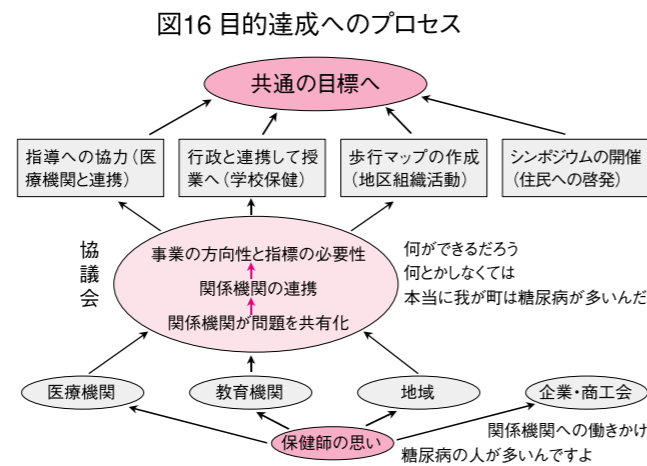 図16 目的達成へのプロセス
共通の目標へ
指導への協力（医
療機関と連携）
行政と連携して授
業へ（学校保健）
歩行マップの作成
（地区組織活動）
シンポジウムの開催
（住民への啓発）
協議会
事業の方向性と指標の必要性
関係機関の連携
関係機関が問題を共有化
何ができるだろう
何とかしなくては
本当に我が町は糖尿病が多いんだ
医療機関
教育機関
地域
企業・商工会
保健師の思い
関係機関への働きかけ
糖尿病の人が多いんですよ